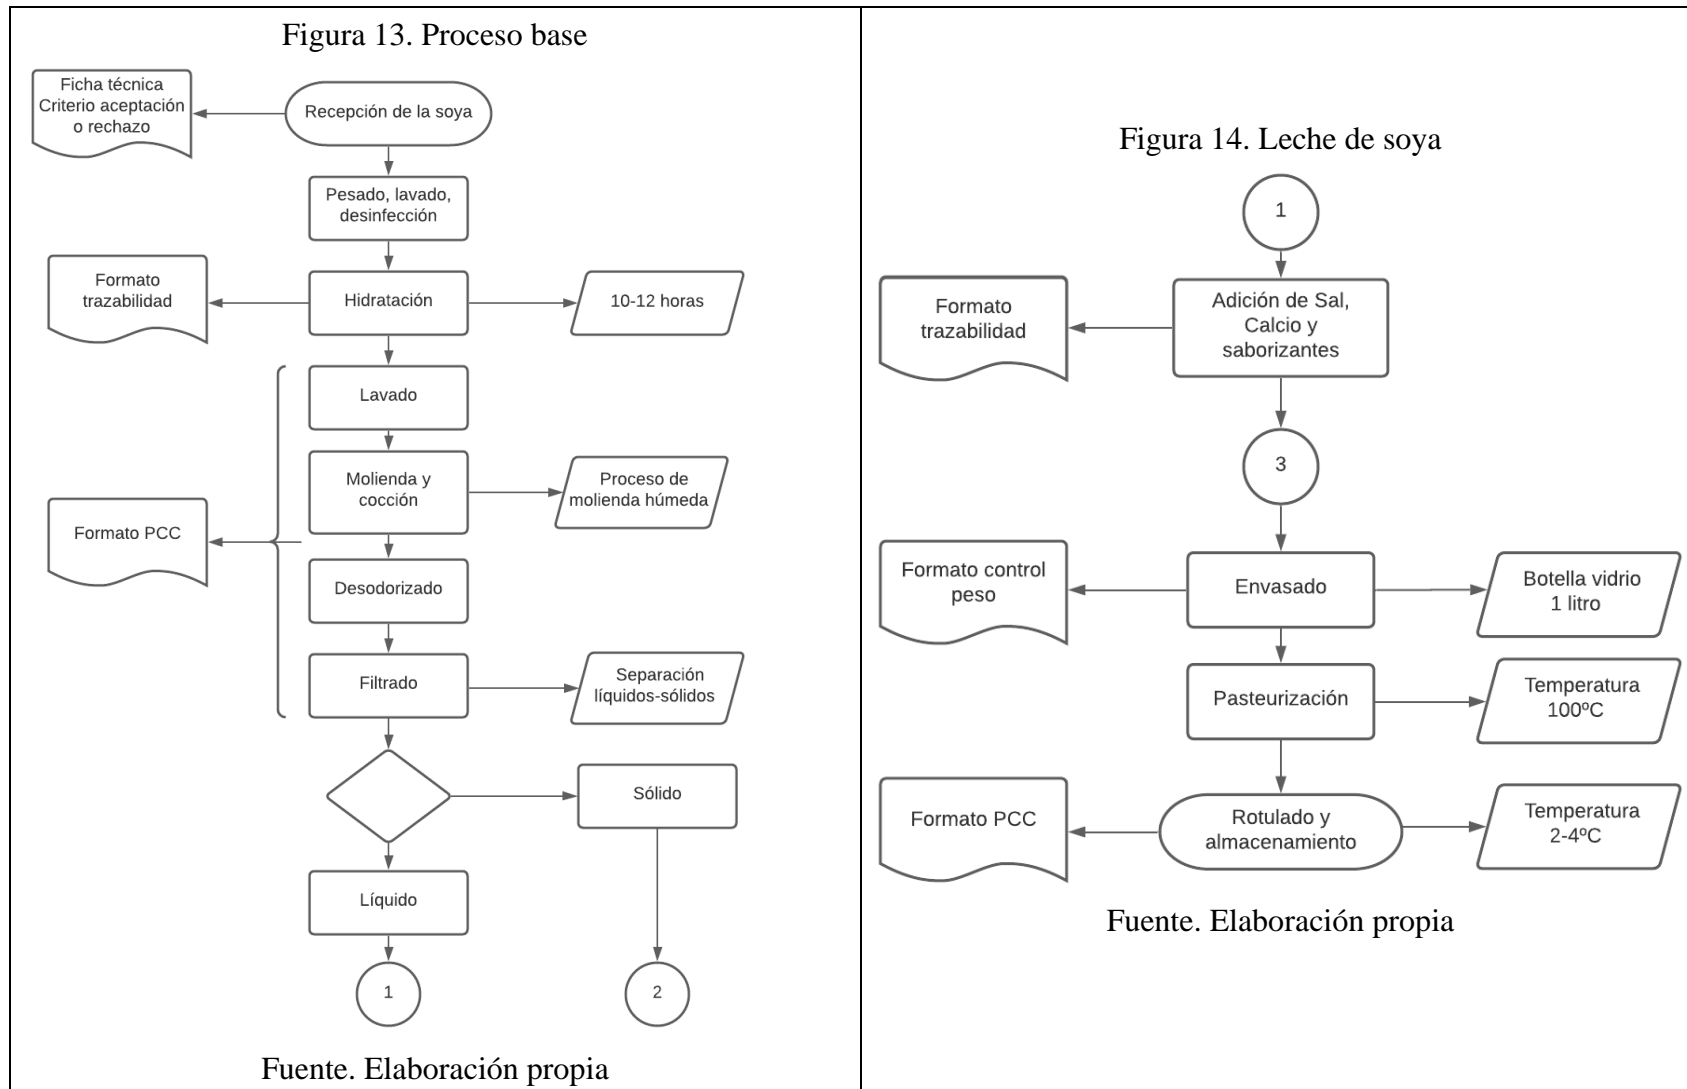 Figura 13. Proceso base
Ficha técnica
Criterio aceptación
o rechazo
Recepción de la soya
Pesado, lavado,
desinfección
Formato
trazabilidad
Hidratación
10-12 horas
Lavado
Molienda y
cocción
Proceso de
molienda húmeda
Formato PCC
Desodorizado
Filtrado
Separación
líquidos-sólidos
Sólido
Líquido
1
2
Fuente. Elaboración propia
Figura 14. Leche de soya
1
Formato
trazabilidad
Adición de Sal,
Calcio y
saborizantes
3
Formato control
peso
Envasado
Botella vidrio
1 litro
Pasteurización
Temperatura
100ºC
Formato PCC
Rotulado y
almacenamiento
Temperatura
2-4ºC
Fuente. Elaboración propia